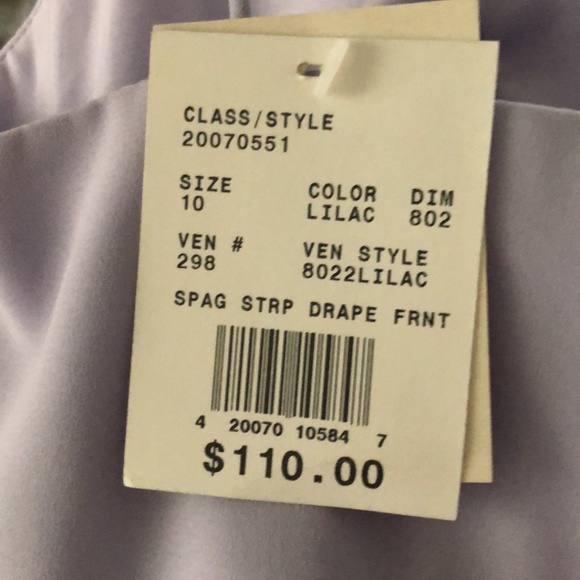 CLASS/STYLE
20070551
SIZE COLOR DIM
10 LILAC 802
VEN # VEN STYLE
298 8022LILAC
SPAG STRP DRAPE FRNT
4 20070 10584 7
$110.00